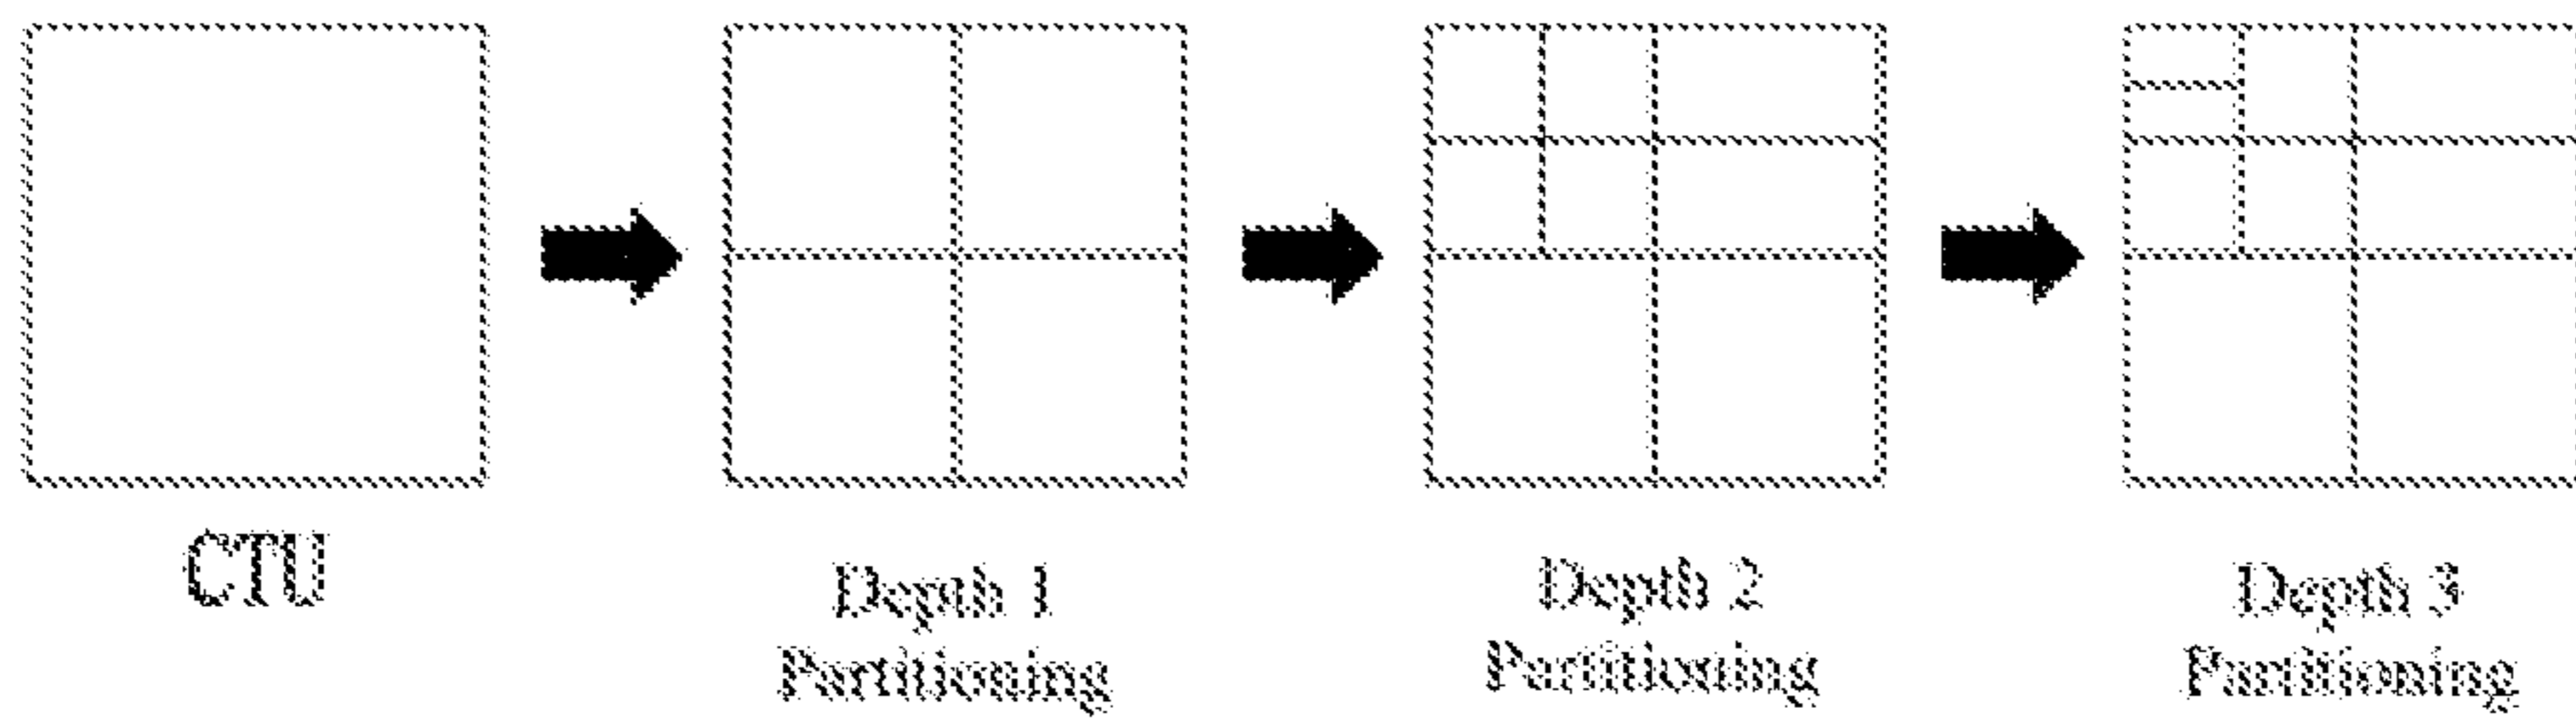 CTU
Depth 1
Partitioning
Depth 2
Partitioning
Depth 3
Partitioning